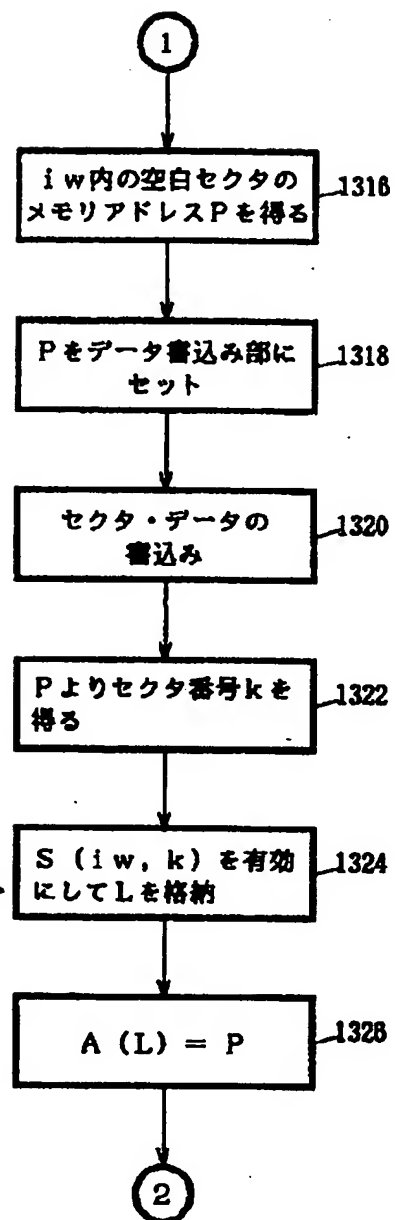 1
iw内の空白セクタの
メモリアドレスPを得る
1316
Pをデータ書込み部に
セット
1318
セクタ・データの
書込み
1320
Pよりセクタ番号kを
得る
1322
S(iw,k)を有効
にしてLを格納
1324
A(L)=P
1326
2